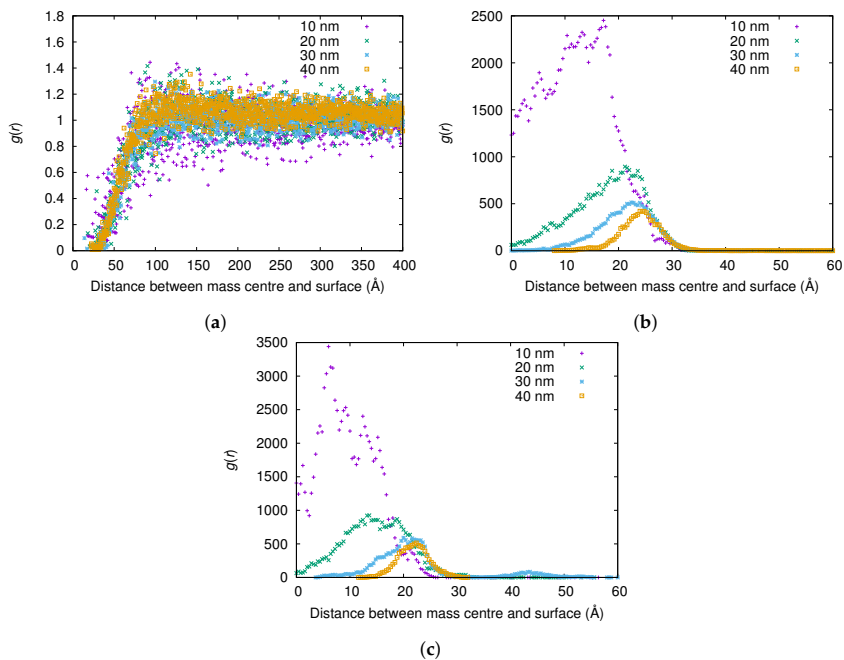 g(r)
1.8
1.6
1.4
1.2
1
0.8
0.6
0.4
0.2
0
0 50 100 150 200 250 300 350 400
10 nm
20 nm
30 nm
40 nm
Distance between mass centre and surface (Å)
(a)
g(r)
2500
2000
1500
1000
500
0
0 10 20 30 40 50 60
10 nm
20 nm
30 nm
40 nm
Distance between mass centre and surface (Å)
(b)
g(r)
3500
3000
2500
2000
1500
1000
500
0
0 10 20 30 40 50 60
10 nm
20 nm
30 nm
40 nm
Distance between mass centre and surface (Å)
(c)